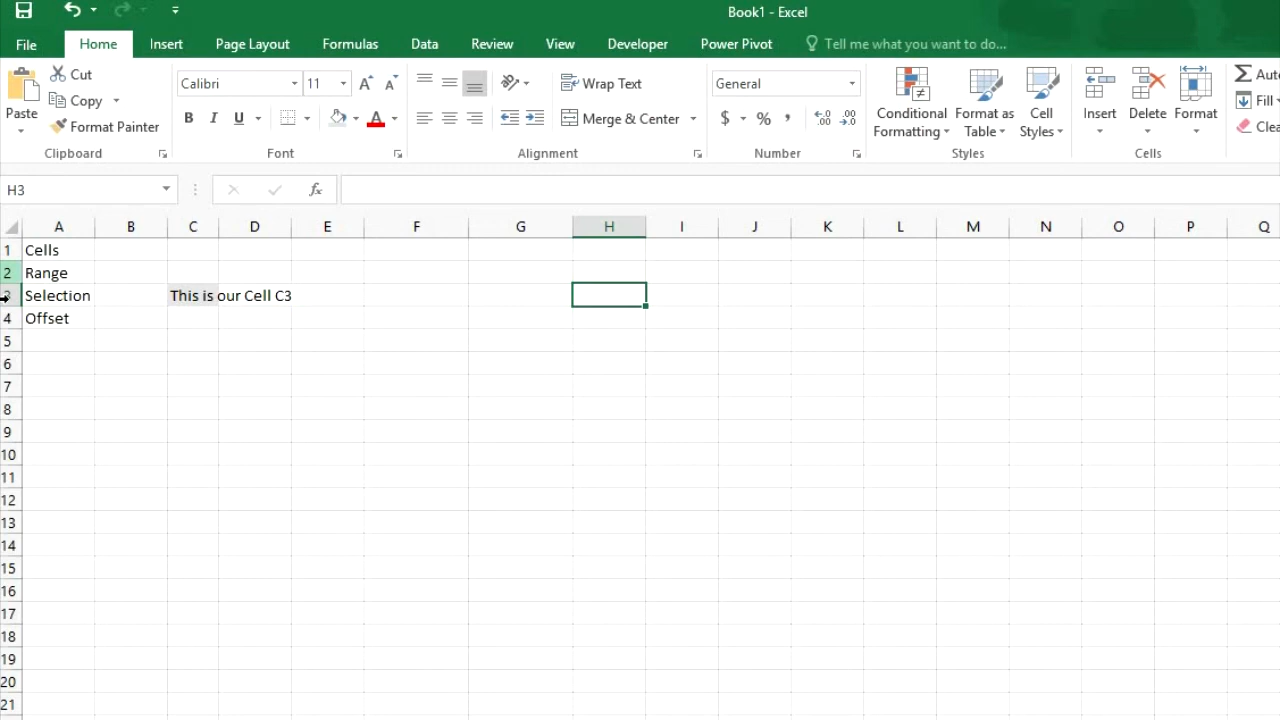 Book1 - Excel
File Home Insert Page Layout Formulas Data Review View Developer Power Pivot Tell me what you want to do...
Cut
Copy
Format Painter
Paste
Clipboard
Calibri 11
B I U A
Font
Wrap Text
Merge & Center
Alignment
General
$ % ,
Number
Conditional Formatting
Format as Table
Cell Styles
Styles
Insert Delete Format
Cells
Σ Auto
Fill
Clea
H3 fx
A B C D E F G H I J K L M N O P Q
1 Cells
2 Range
3 Selection This is our Cell C3
4 Offset
5
6
7
8
9
10
11
12
13
14
15
16
17
18
19
20
21